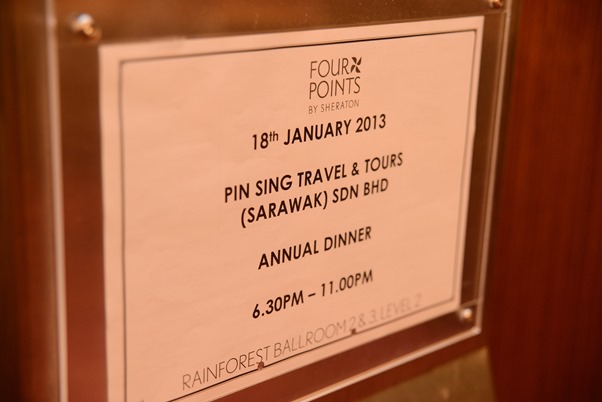 FOUR
POINTS
BY SHERATON
18th JANUARY 2013
PIN SING TRAVEL & TOURS
(SARAWAK) SDN BHD
ANNUAL DINNER
6.30PM – 11.00PM
RAINFOREST BALLROOM 2 & 3, LEVEL 2